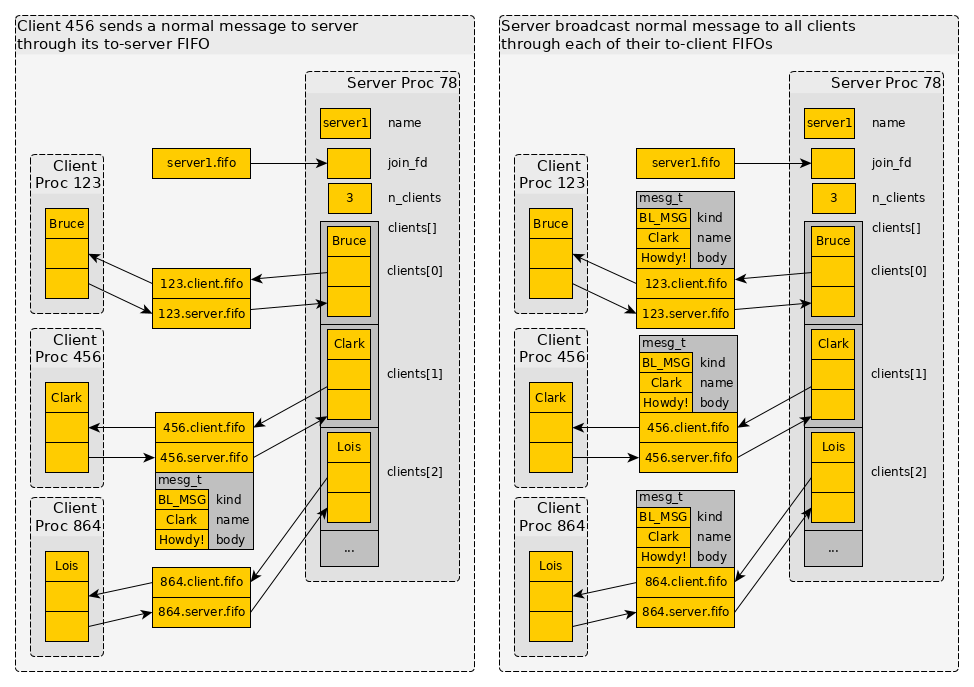 Client 456 sends a normal message to server
through its to-server FIFO
Server Proc 78
server1 name
server1.fifo join_fd
3 n_clients
clients[]
Client
Proc 123
Bruce
Bruce
clients[0]
123.client.fifo
123.server.fifo
Client
Proc 456
Clark
Clark
clients[1]
456.client.fifo
456.server.fifo
mesg_t
BL_MSG kind
Clark name
Howdy! body
Lois
clients[2]
...
Client
Proc 864
Lois
864.client.fifo
864.server.fifo
Server broadcast normal message to all clients
through each of their to-client FIFOs
Server Proc 78
server1 name
server1.fifo join_fd
3 n_clients
clients[]
Client
Proc 123
Bruce
mesg_t
BL_MSG kind
Clark name
Howdy! body
123.client.fifo
123.server.fifo
Bruce
clients[0]
Client
Proc 456
Clark
mesg_t
BL_MSG kind
Clark name
Howdy! body
456.client.fifo
456.server.fifo
Clark
clients[1]
Lois
clients[2]
...
Client
Proc 864
Lois
mesg_t
BL_MSG kind
Clark name
Howdy! body
864.client.fifo
864.server.fifo